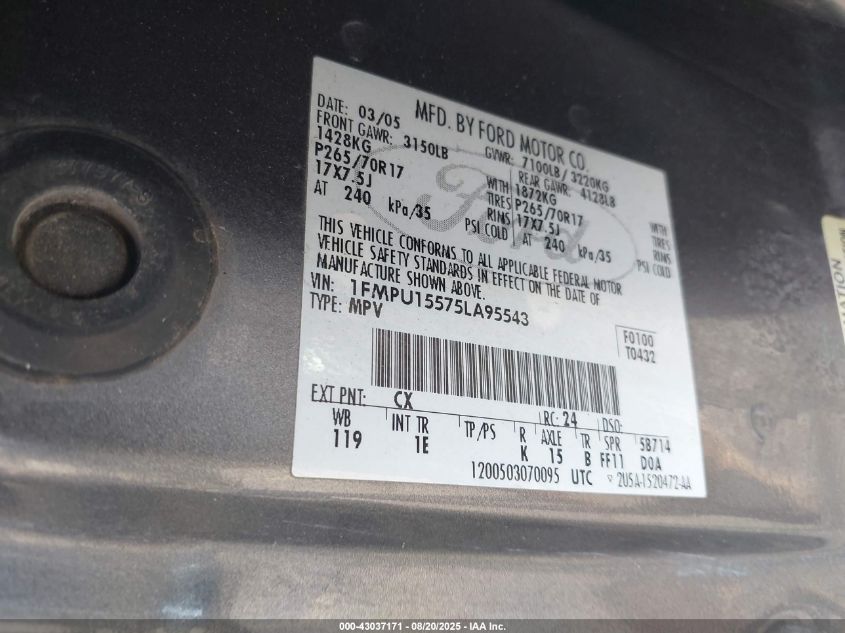 MFD. BY FORD MOTOR CO.
DATE: 03/05 GVWR: 7100LB/ 3220KG
FRONT GAWR: 3150LB REAR GAWR: 4128LB
1428KG WITH 1872KG WITH
P265/70R17 TIRES P265/70R17 TIRES
17X7.5J RIMS 17X7.5J RIMS
AT 240 kPa/35 PSI COLD AT 240 kPa/35 PSI COLD
Ford
THIS VEHICLE CONFORMS TO ALL APPLICABLE FEDERAL MOTOR
VEHICLE SAFETY STANDARDS IN EFFECT ON THE DATE OF
MANUFACTURE SHOWN ABOVE.
VIN: 1FMPU15575LA95543
TYPE: MPV
F0100
T0432
EXT PNT: CX RC: 24 DSO:
WB INT TR TP/PS R AXLE TR SPR 58714
119 1E K 15 B FF11 DOA
1200503070095 UTC 2U5A-1520472-AA
000-43037171 - 08/20/2025 - IAA Inc.